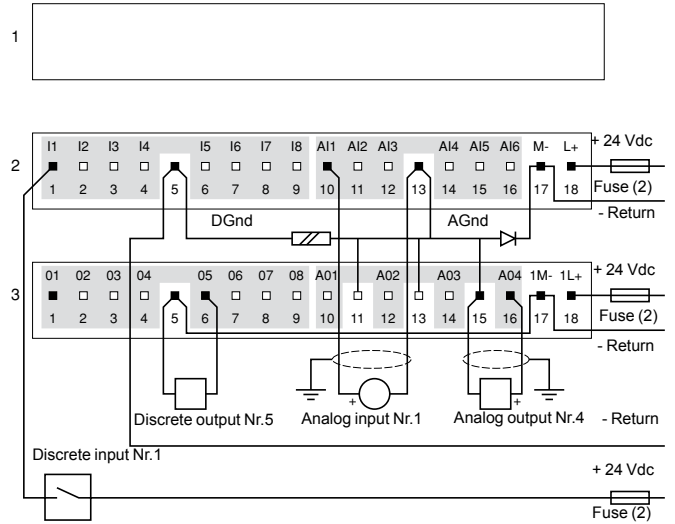 1
I1 I2 I3 I4 I5 I6 I7 I8 AI1 AI2 AI3 AI4 AI5 AI6 M- L+ + 24 Vdc
2
1 2 3 4 5 6 7 8 9 10 11 12 13 14 15 16 17 18 Fuse (2)
DGnd AGnd - Return
01 02 03 04 05 06 07 08 A01 A02 A03 A04 1M- 1L+ + 24 Vdc
3
1 2 3 4 5 6 7 8 9 10 11 12 13 14 15 16 17 18 Fuse (2)
- Return
+ +
Discrete output Nr.5 Analog input Nr.1 Analog output Nr.4 - Return
Discrete input Nr.1
+ 24 Vdc
Fuse (2)